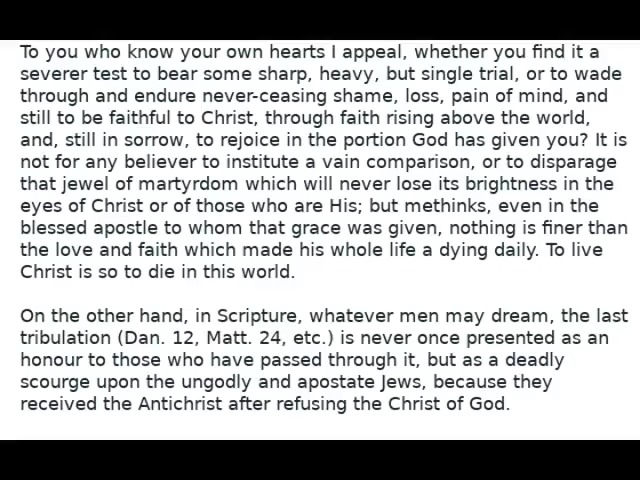 To you who know your own hearts I appeal, whether you find it a
severer test to bear some sharp, heavy, but single trial, or to wade
through and endure never-ceasing shame, loss, pain of mind, and
still to be faithful to Christ, through faith rising above the world,
and, still in sorrow, to rejoice in the portion God has given you? It is
not for any believer to institute a vain comparison, or to disparage
that jewel of martyrdom which will never lose its brightness in the
eyes of Christ or of those who are His; but methinks, even in the
blessed apostle to whom that grace was given, nothing is finer than
the love and faith which made his whole life a dying daily. To live
Christ is so to die in this world.

On the other hand, in Scripture, whatever men may dream, the last
tribulation (Dan. 12, Matt. 24, etc.) is never once presented as an
honour to those who have passed through it, but as a deadly
scourge upon the ungodly and apostate Jews, because they
received the Antichrist after refusing the Christ of God.